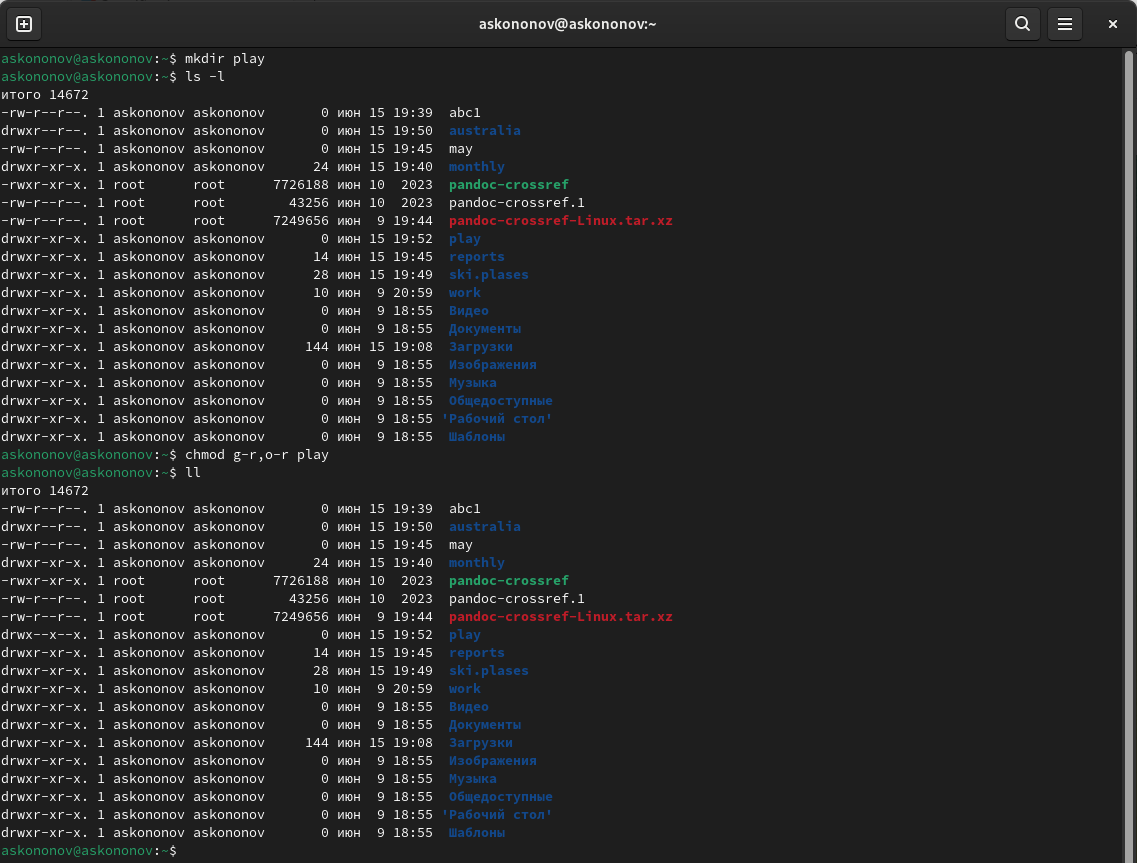 askononov@askononov:~
askononov@askononov:~$ mkdir play
askononov@askononov:~$ ls -l
итого 14672
-rw-r--r--. 1 askononov askononov       0 июн 15 19:39  abc1
drwxr--r--. 1 askononov askononov       0 июн 15 19:50  australia
-rw-r--r--. 1 askononov askononov       0 июн 15 19:45  may
drwxr-xr-x. 1 askononov askononov      24 июн 15 19:40  monthly
-rwxr-xr-x. 1 root      root      7726188 июн 10  2023  pandoc-crossref
-rw-r--r--. 1 root      root        43256 июн 10  2023  pandoc-crossref.1
-rw-r--r--. 1 root      root      7249656 июн  9 19:44  pandoc-crossref-Linux.tar.xz
drwxr-xr-x. 1 askononov askononov       0 июн 15 19:52  play
drwxr-xr-x. 1 askononov askononov      14 июн 15 19:45  reports
drwxr-xr-x. 1 askononov askononov      28 июн 15 19:49  ski.plases
drwxr-xr-x. 1 askononov askononov      10 июн  9 20:59  work
drwxr-xr-x. 1 askononov askononov       0 июн  9 18:55  Видео
drwxr-xr-x. 1 askononov askononov       0 июн  9 18:55  Документы
drwxr-xr-x. 1 askononov askononov     144 июн 15 19:08  Загрузки
drwxr-xr-x. 1 askononov askononov       0 июн  9 18:55  Изображения
drwxr-xr-x. 1 askononov askononov       0 июн  9 18:55  Музыка
drwxr-xr-x. 1 askononov askononov       0 июн  9 18:55  Общедоступные
drwxr-xr-x. 1 askononov askononov       0 июн  9 18:55 'Рабочий стол'
drwxr-xr-x. 1 askononov askononov       0 июн  9 18:55  Шаблоны
askononov@askononov:~$ chmod g-r,o-r play
askononov@askononov:~$ ll
итого 14672
-rw-r--r--. 1 askononov askononov       0 июн 15 19:39  abc1
drwxr--r--. 1 askononov askononov       0 июн 15 19:50  australia
-rw-r--r--. 1 askononov askononov       0 июн 15 19:45  may
drwxr-xr-x. 1 askononov askononov      24 июн 15 19:40  monthly
-rwxr-xr-x. 1 root      root      7726188 июн 10  2023  pandoc-crossref
-rw-r--r--. 1 root      root        43256 июн 10  2023  pandoc-crossref.1
-rw-r--r--. 1 root      root      7249656 июн  9 19:44  pandoc-crossref-Linux.tar.xz
drwx--x--x. 1 askononov askononov       0 июн 15 19:52  play
drwxr-xr-x. 1 askononov askononov      14 июн 15 19:45  reports
drwxr-xr-x. 1 askononov askononov      28 июн 15 19:49  ski.plases
drwxr-xr-x. 1 askononov askononov      10 июн  9 20:59  work
drwxr-xr-x. 1 askononov askononov       0 июн  9 18:55  Видео
drwxr-xr-x. 1 askononov askononov       0 июн  9 18:55  Документы
drwxr-xr-x. 1 askononov askononov     144 июн 15 19:08  Загрузки
drwxr-xr-x. 1 askononov askononov       0 июн  9 18:55  Изображения
drwxr-xr-x. 1 askononov askononov       0 июн  9 18:55  Музыка
drwxr-xr-x. 1 askononov askononov       0 июн  9 18:55  Общедоступные
drwxr-xr-x. 1 askononov askononov       0 июн  9 18:55 'Рабочий стол'
drwxr-xr-x. 1 askononov askononov       0 июн  9 18:55  Шаблоны
askononov@askononov:~$